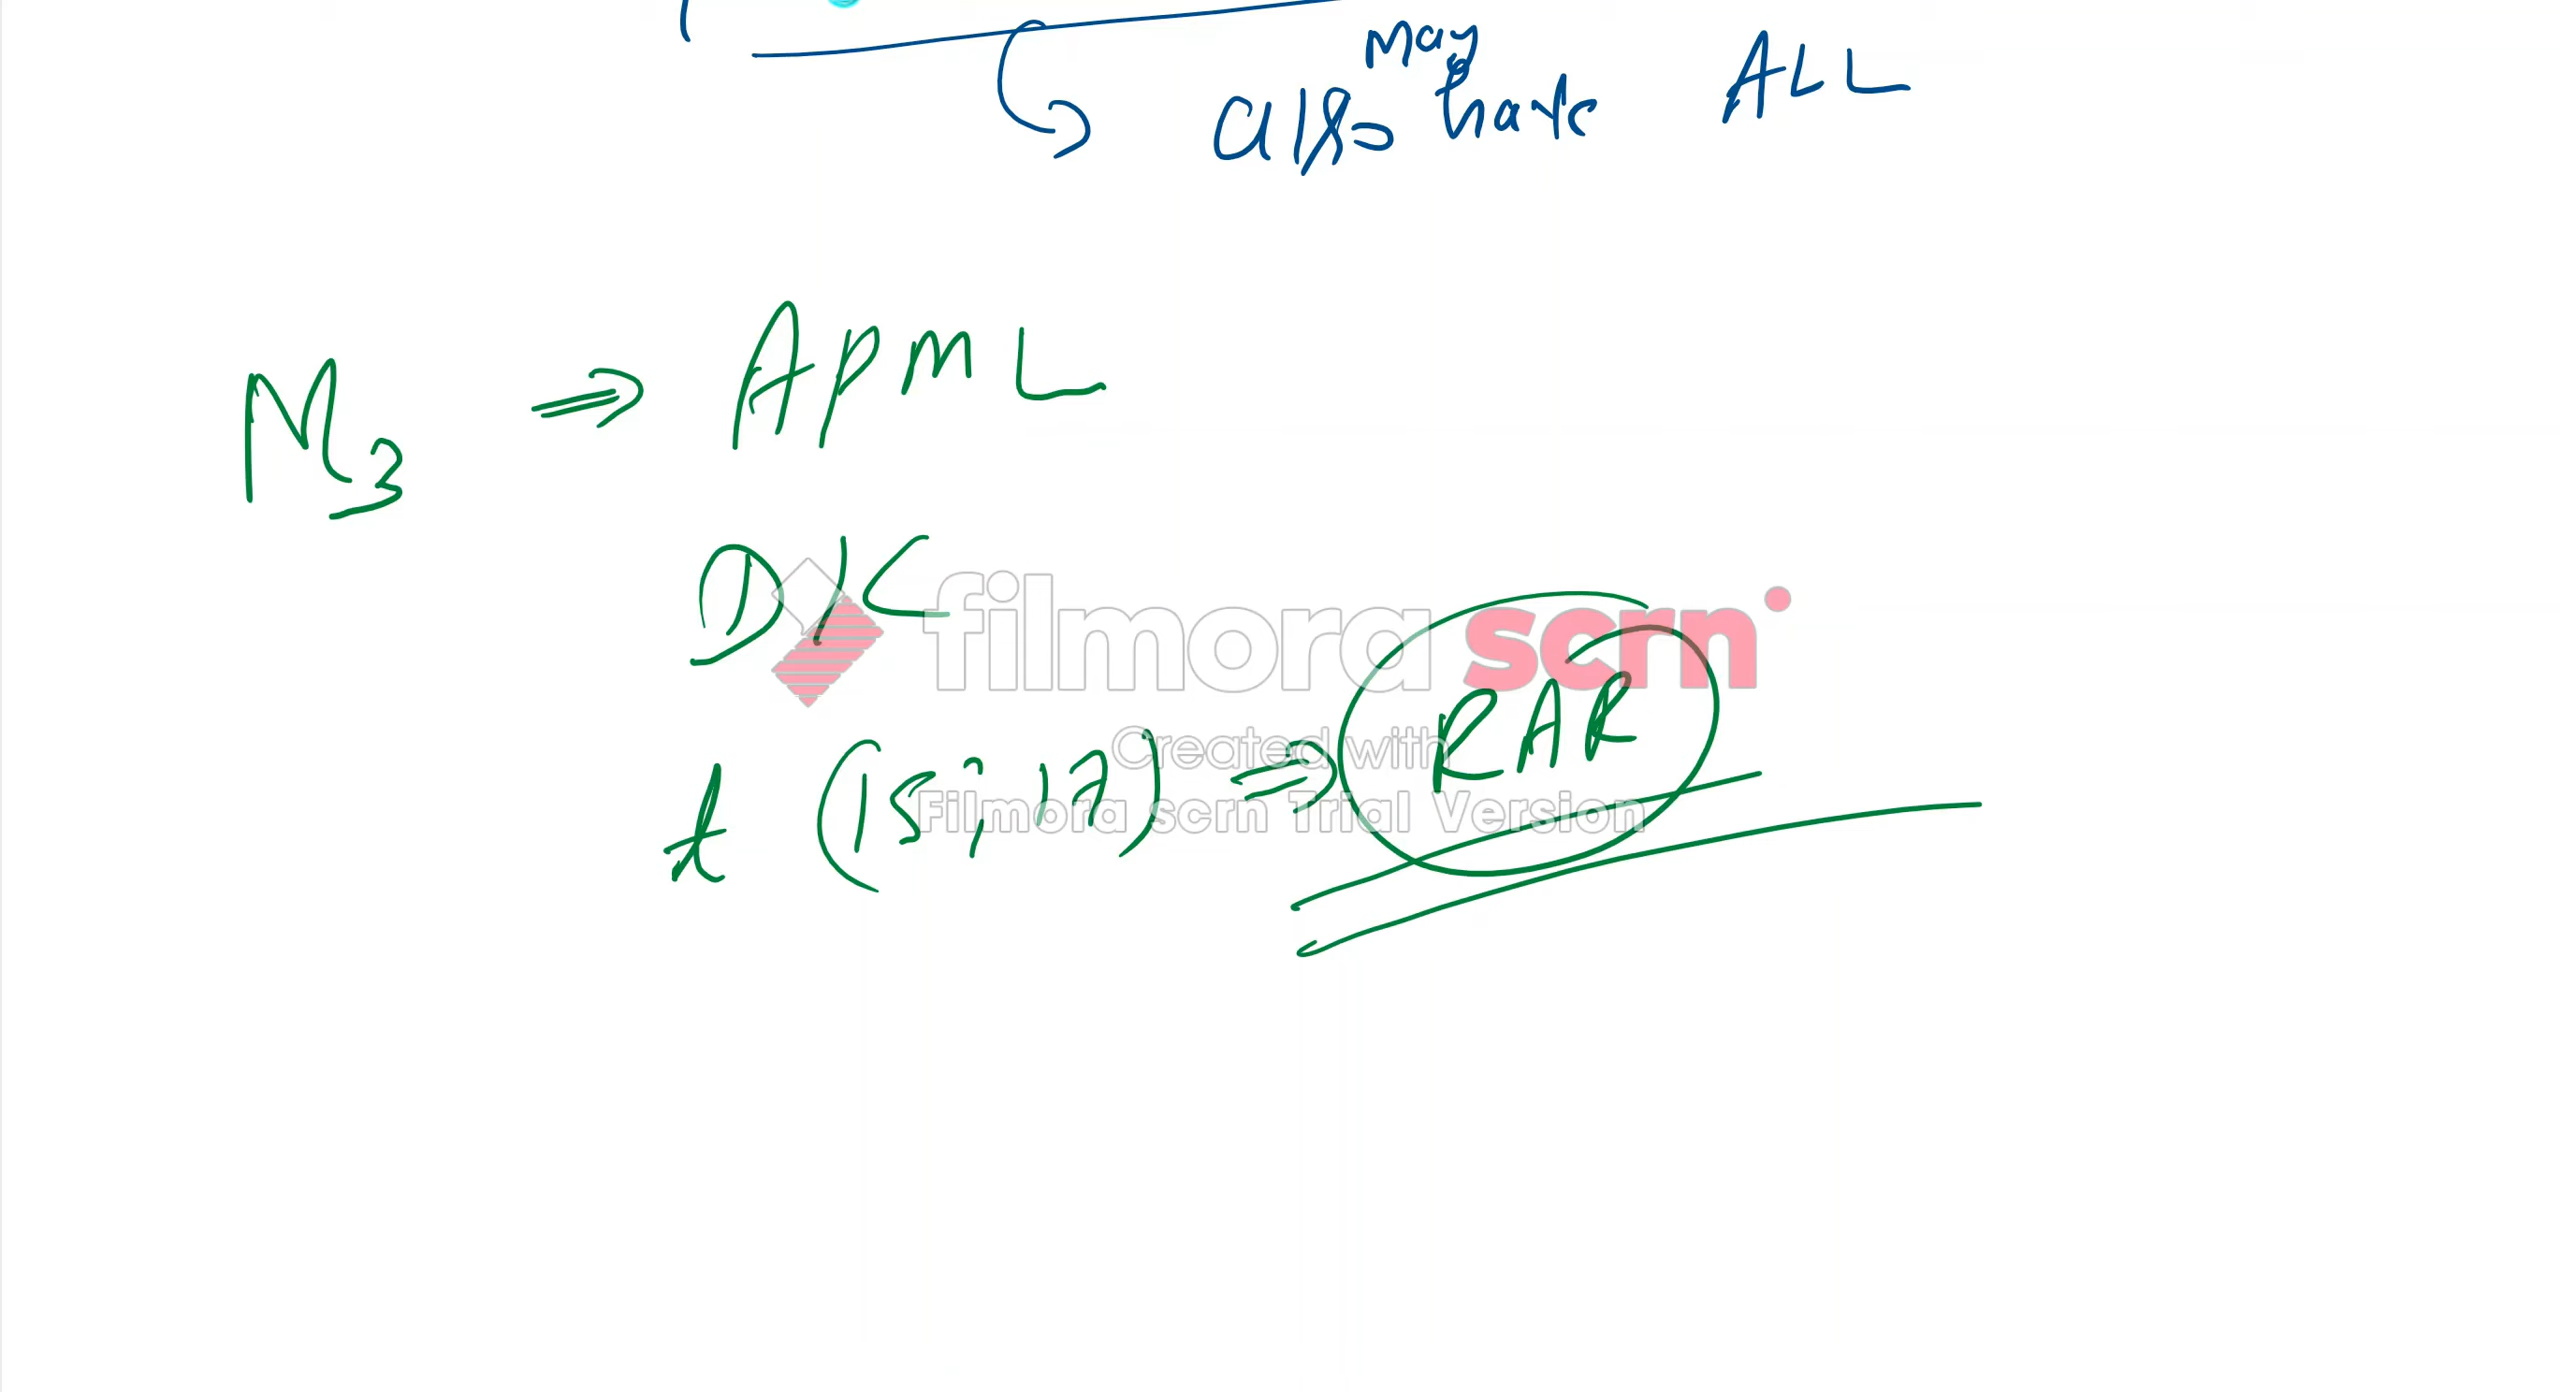 may
also have ALL
M3 ⇒ APML
DIC
filmora scrn
t (15; 17) ⇒ RAR
Created with
Filmora scrn Trial Version